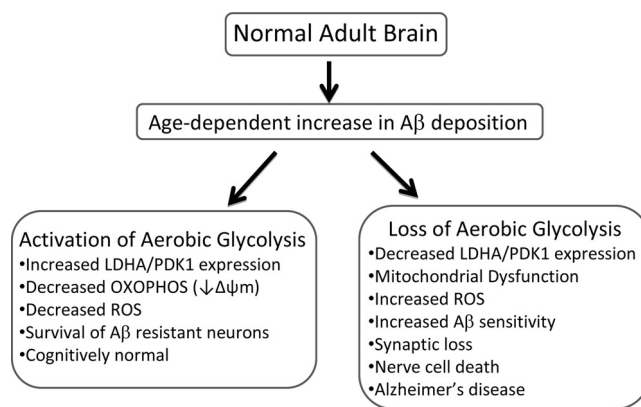 Normal Adult Brain
Age-dependent increase in Aβ deposition
Activation of Aerobic Glycolysis
•Increased LDHA/PDK1 expression
•Decreased OXOPHOS (↓Δψm)
•Decreased ROS
•Survival of Aβ resistant neurons
•Cognitively normal
Loss of Aerobic Glycolysis
•Decreased LDHA/PDK1 expression
•Mitochondrial Dysfunction
•Increased ROS
•Increased Aβ sensitivity
•Synaptic loss
•Nerve cell death
•Alzheimer's disease